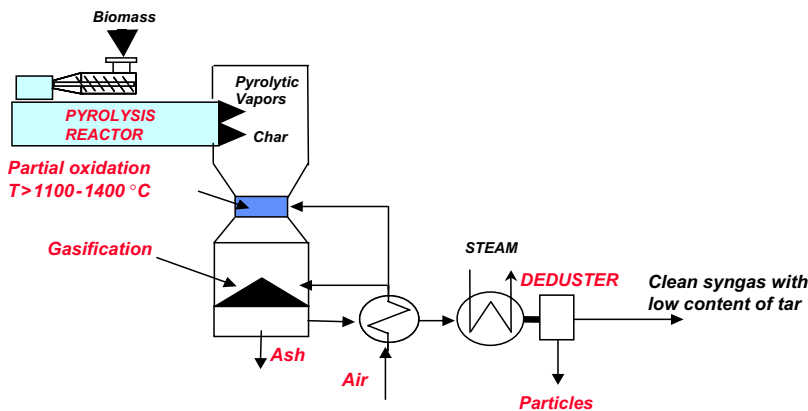 Biomass
PYROLYSIS
REACTOR
Pyrolytic
Vapors
Char
Partial oxidation
T>1100-1400 °C
Gasification
STEAM
DEDUSTER
Clean syngas with
low content of tar
Ash
Air
Particles